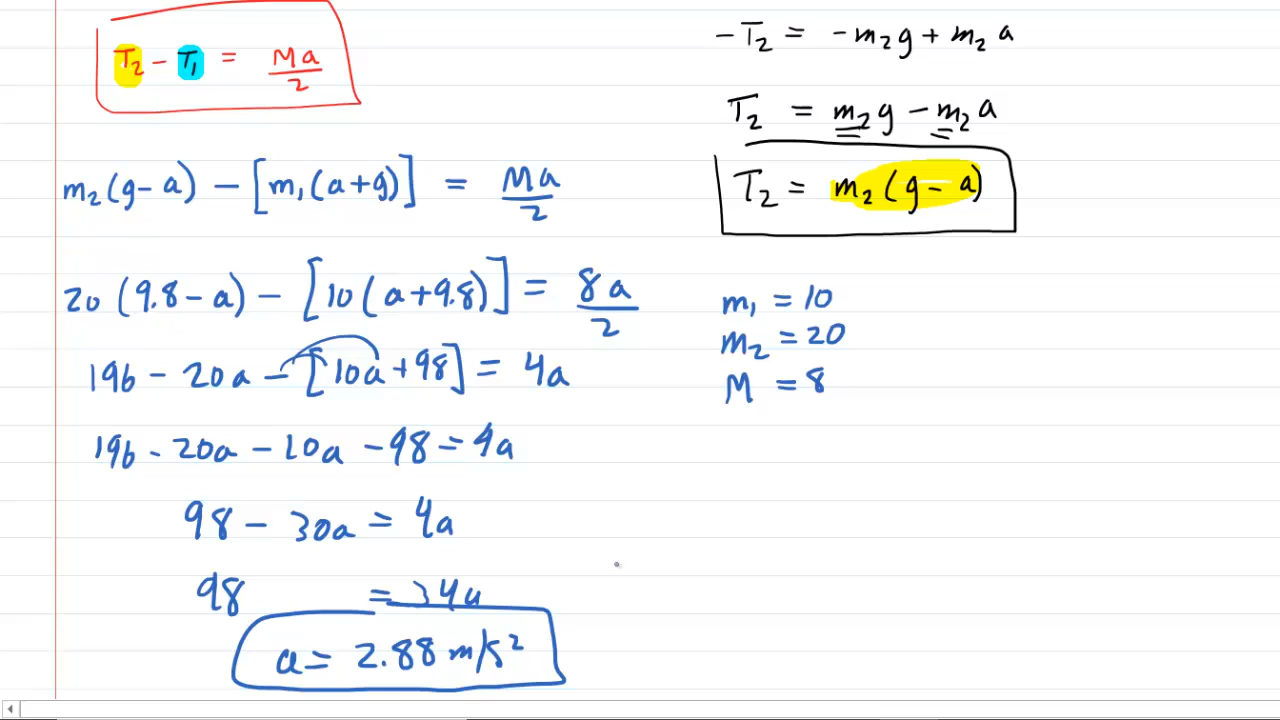 T₂ - T₁ = Ma/2
-T₂ = -m₂g + m₂a
T₂ = m₂g - m₂a
T₂ = m₂(g - a)
m₂(g - a) - [m₁(a + g)] = Ma/2
20(9.8 - a) - [10(a + 9.8)] = 8a/2
196 - 20a - [10a + 98] = 4a
196 - 20a - 10a - 98 = 4a
98 - 30a = 4a
98 = 34a
a = 2.88 m/s²
m₁ = 10
m₂ = 20
M = 8